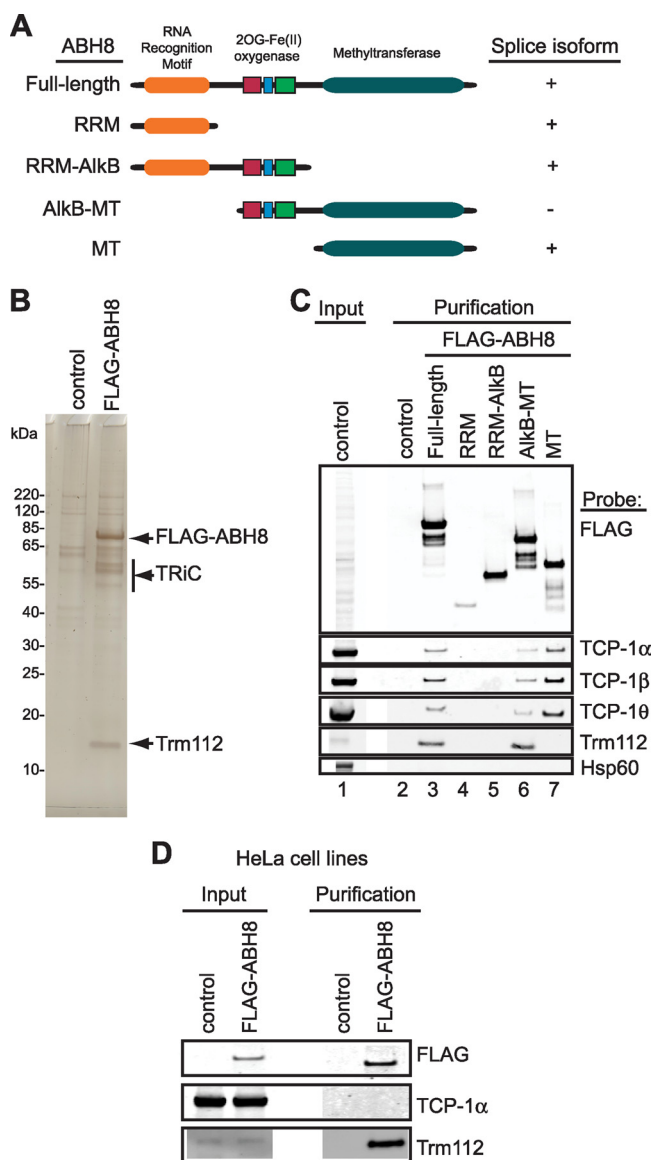 A
ABH8
RNA
Recognition
Motif
2OG-Fe(II)
oxygenase
Methyltransferase
Splice isoform
Full-length
+
RRM
+
RRM-AlkB
+
AlkB-MT
-
MT
+
B
control
FLAG-ABH8
kDa
220-
120-
85-
65-
55-
40-
30-
25-
20-
10-
FLAG-ABH8
TRiC
Trm112
C
Input
Purification
FLAG-ABH8
control
control
Full-length
RRM
RRM-AlkB
AlkB-MT
MT
Probe:
FLAG
TCP-1α
TCP-1β
TCP-1θ
Trm112
Hsp60
1 2 3 4 5 6 7
D
HeLa cell lines
Input
Purification
control
FLAG-ABH8
control
FLAG-ABH8
FLAG
TCP-1α
Trm112